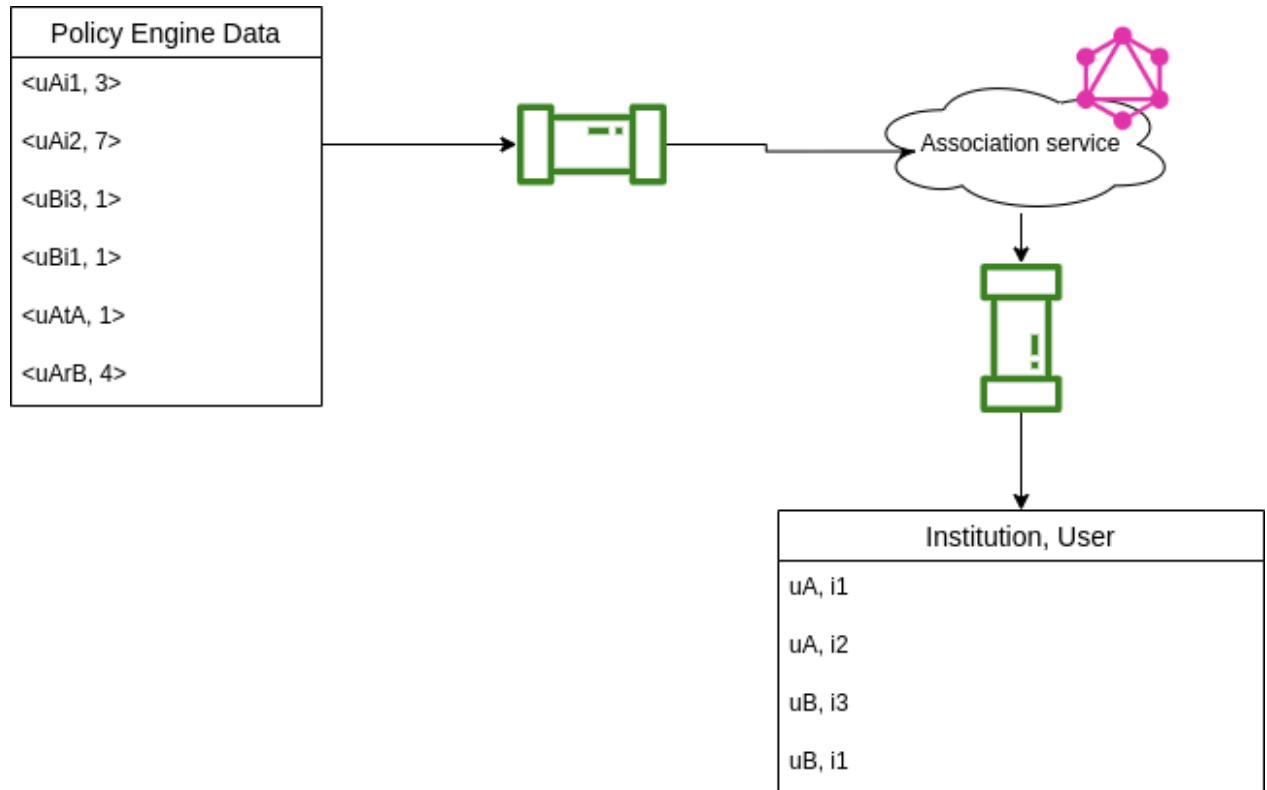 Policy Engine Data
<uAi1, 3>
<uAi2, 7>
<uBi3, 1>
<uBi1, 1>
<uAtA, 1>
<uArB, 4>
Association service
Institution, User
uA, i1
uA, i2
uB, i3
uB, i1